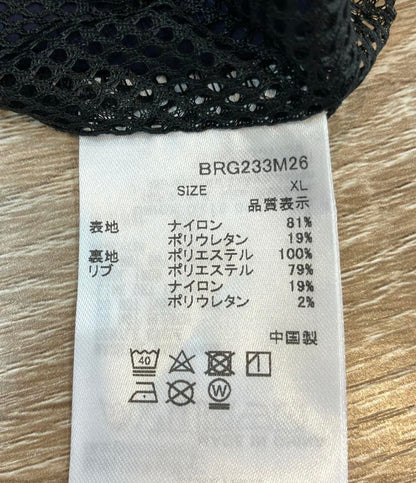 BRG233M26
SIZE XL
品質表示
表地 ナイロン 81%
ポリウレタン 19%
裏地 ポリエステル 100%
リブ ポリエステル 79%
ナイロン 19%
ポリウレタン 2%
中国製
40
W